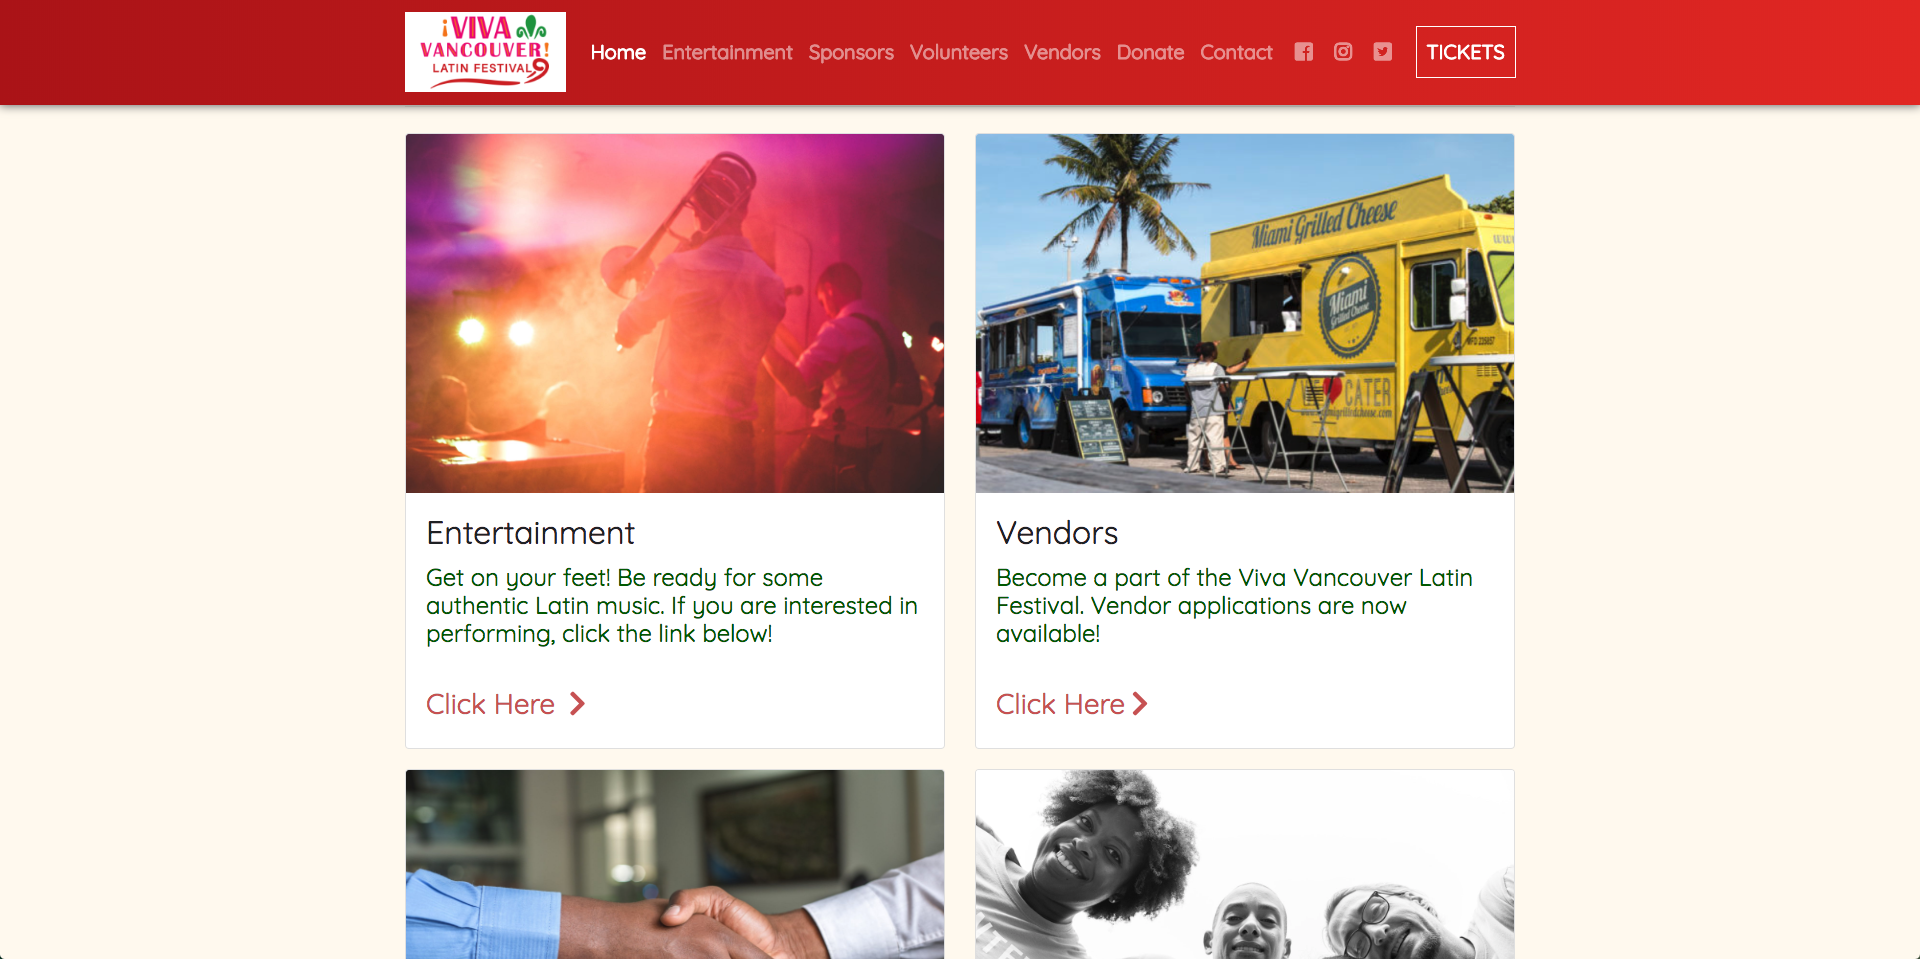 ¡VIVA
VANCOUVER!
LATIN FESTIVAL
Home Entertainment Sponsors Volunteers Vendors Donate Contact TICKETS
Miami Grilled Cheese
Miami
Grilled Cheese
CATER
Entertainment
Get on your feet! Be ready for some
authentic Latin music. If you are interested in
performing, click the link below!
Click Here
Vendors
Become a part of the Viva Vancouver Latin
Festival. Vendor applications are now
available!
Click Here